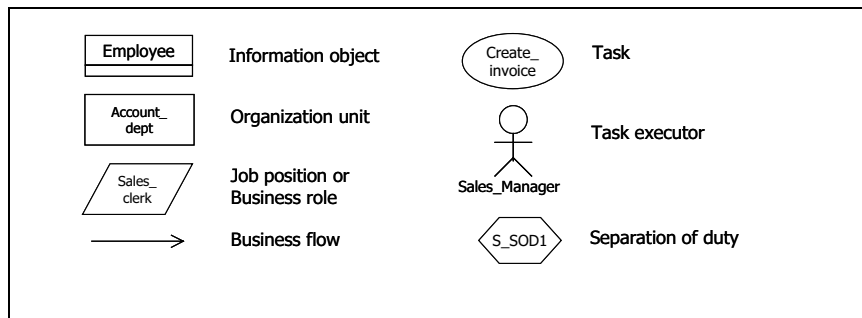 Employee
Information object
Account_
dept
Organization unit
Sales_
clerk
Job position or
Business role
Business flow
Create_
invoice
Task
Task executor
Sales_Manager
S_SOD1
Separation of duty